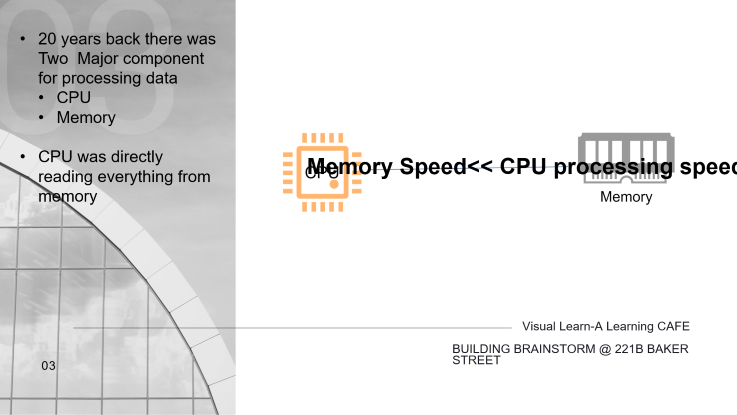 03
• 20 years back there was
Two  Major component
for processing data
• CPU
• Memory
• CPU was directly
reading everything from
memory
CPU
Memory Speed<< CPU processing speed
Memory
Visual Learn-A Learning CAFE
BUILDING BRAINSTORM @ 221B BAKER
STREET
03